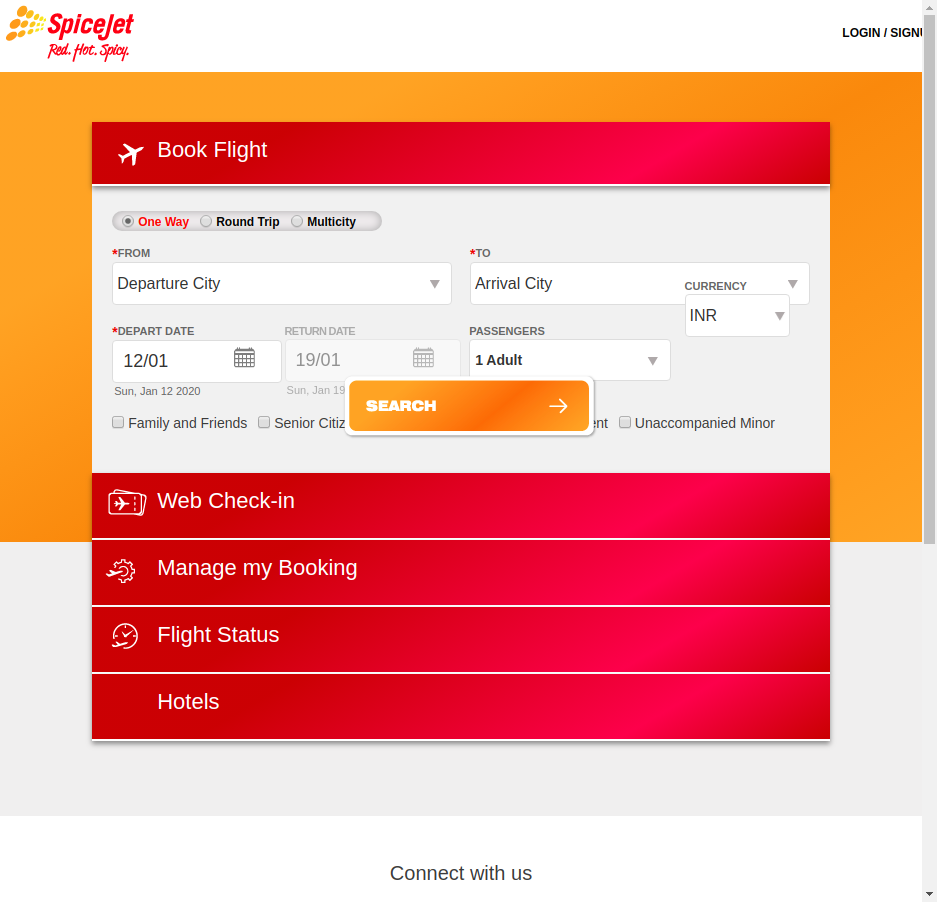 SpiceJet
Red. Hot. Spicy.
LOGIN / SIGNU
Book Flight
One Way Round Trip Multicity
*FROM *TO
Departure City Arrival City
CURRENCY
INR
*DEPART DATE RETURN DATE PASSENGERS
12/01 19/01 1 Adult
Sun, Jan 12 2020 Sun, Jan 19
SEARCH
Family and Friends Senior Citiz ent Unaccompanied Minor
Web Check-in
Manage my Booking
Flight Status
Hotels
Connect with us